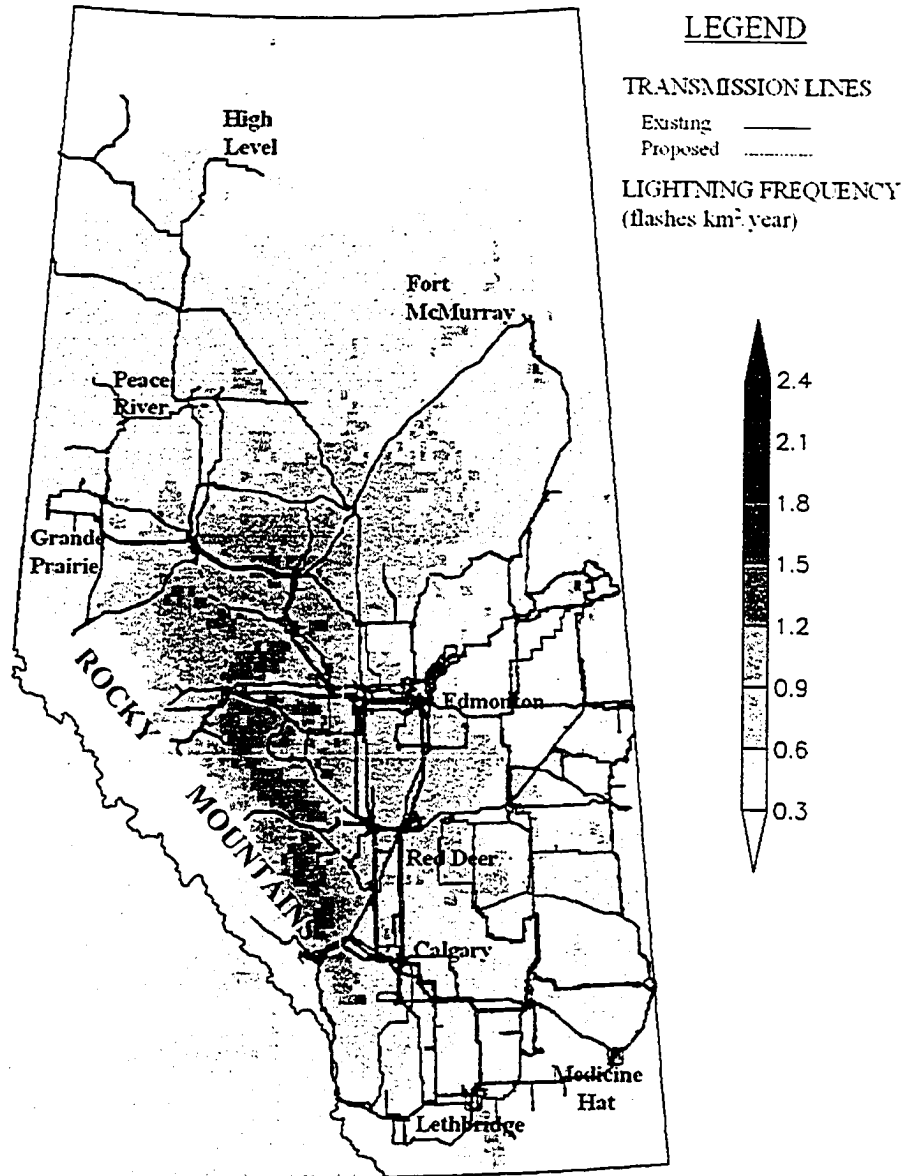 LEGEND
TRANSMISSION LINES
Existing
Proposed
LIGHTNING FREQUENCY
(flashes km² year)
High
Level
Fort
McMurray
Peace
River
Grande
Prairie
ROCKY MOUNTAINS
Edmonton
Red Deer
Calgary
Medicine
Hat
Lethbridge
2.4
2.1
1.8
1.5
1.2
0.9
0.6
0.3